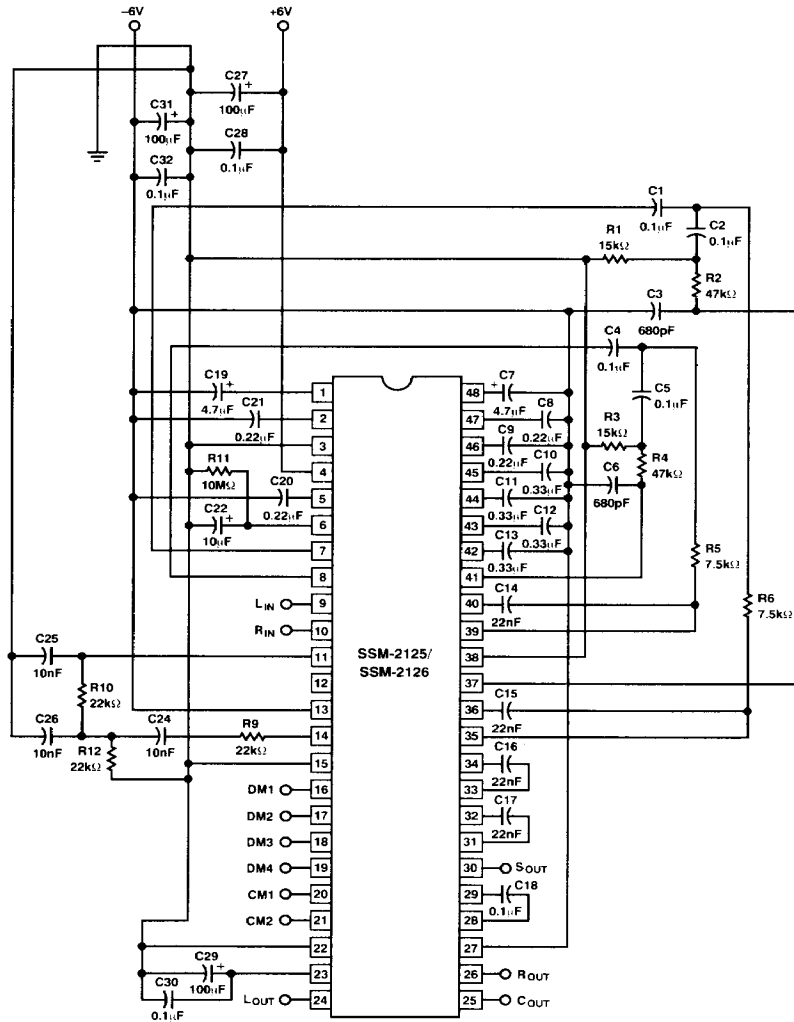 –6V
+6V
C27
+
100µF
C31
+
100µF
C28
0.1µF
C32
0.1µF
C1
0.1µF
C2
0.1µF
R1
15kΩ
R2
47kΩ
C3
680pF
C4
0.1µF
C5
0.1µF
C19
+
4.7µF
1
48
+
C7
4.7µF
C21
0.22µF
2
47
C8
0.22µF
3
46
C9
0.22µF
R3
15kΩ
R4
47kΩ
R11
10MΩ
4
45
C10
0.33µF
C6
680pF
C20
0.22µF
5
44
C11
0.33µF
C22
+
10µF
6
43
C12
0.33µF
7
42
C13
0.33µF
8
41
R5
7.5kΩ
R6
7.5kΩ
LIN
9
40
C14
22nF
RIN
10
39
SSM-2125/
SSM-2126
C25
10nF
11
38
12
37
R10
22kΩ
13
36
C15
22nF
C26
10nF
R12
22kΩ
C24
10nF
R9
22kΩ
14
35
15
34
C16
22nF
DM1
16
33
DM2
17
32
C17
22nF
DM3
18
31
DM4
19
30
SOUT
CM1
20
29
C18
0.1µF
CM2
21
28
22
27
C29
+
100µF
23
26
ROUT
C30
0.1µF
LOUT
24
25
COUT